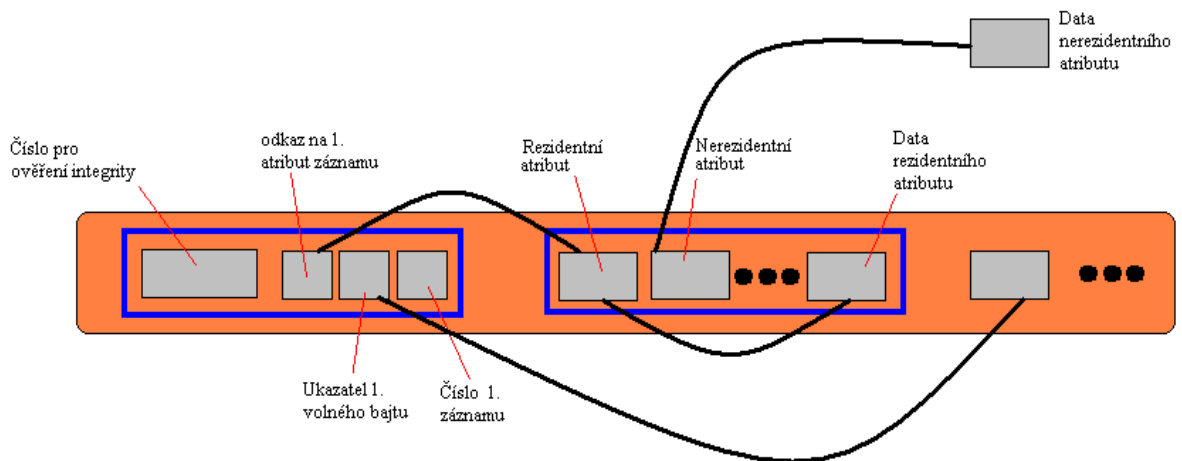 Data
nerezidentního
atributu
Číslo pro
ověření integrity
odkaz na 1.
atribut záznamu
Rezidentní
atribut
Nerezidentní
atribut
Data
rezidentního
atributu
Ukazatel 1.
volného bajtu
Číslo 1.
záznamu